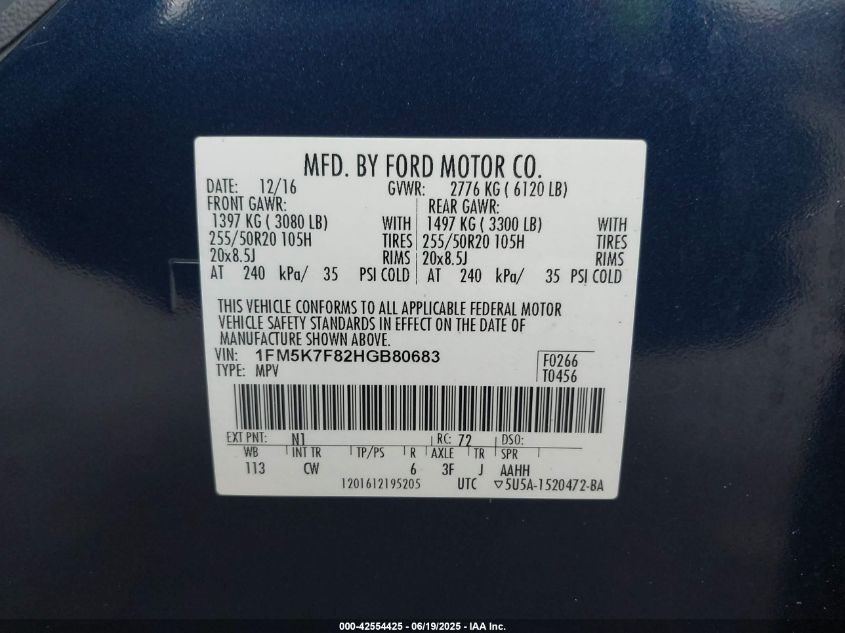 MFD. BY FORD MOTOR CO.
DATE: 12/16 GVWR: 2776 KG ( 6120 LB)
FRONT GAWR: REAR GAWR:
1397 KG ( 3080 LB) WITH 1497 KG ( 3300 LB) WITH
255/50R20 105H TIRES 255/50R20 105H TIRES
20x8.5J RIMS 20x8.5J RIMS
AT 240 kPa/ 35 PSI COLD AT 240 kPa/ 35 PSI COLD
THIS VEHICLE CONFORMS TO ALL APPLICABLE FEDERAL MOTOR
VEHICLE SAFETY STANDARDS IN EFFECT ON THE DATE OF
MANUFACTURE SHOWN ABOVE.
VIN: 1FM5K7F82HGB80683 F0266
TYPE: MPV T0456
EXT PNT: N1 RC: 72 DSO:
WB INT TR TP/PS R AXLE TR SPR
113 CW 6 3F J AAHH
1201612195205 UTC ▽5U5A-1520472-BA
000-42554425 - 06/19/2025 - IAA Inc.